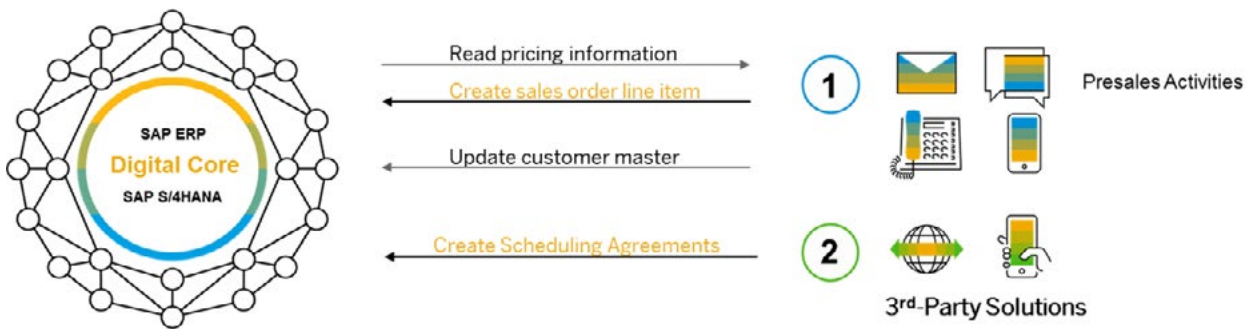 SAP ERP
Digital Core
SAP S/4HANA
Read pricing information
Create sales order line item
Update customer master
Create Scheduling Agreements
1
Presales Activities
2
3rd-Party Solutions